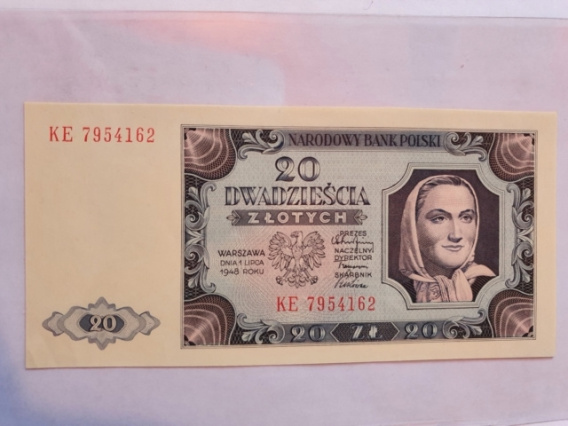 KE 7954162
NARODOWY BANK POLSKI
20
DWADZIEŚCIA
ZŁOTYCH
WARSZAWA
DNIA 1 LIPCA
1948 ROKU
PREZES
NACZELNY
DYREKTOR
SKARBNIK
KE 7954162
20
20 ZŁ 20